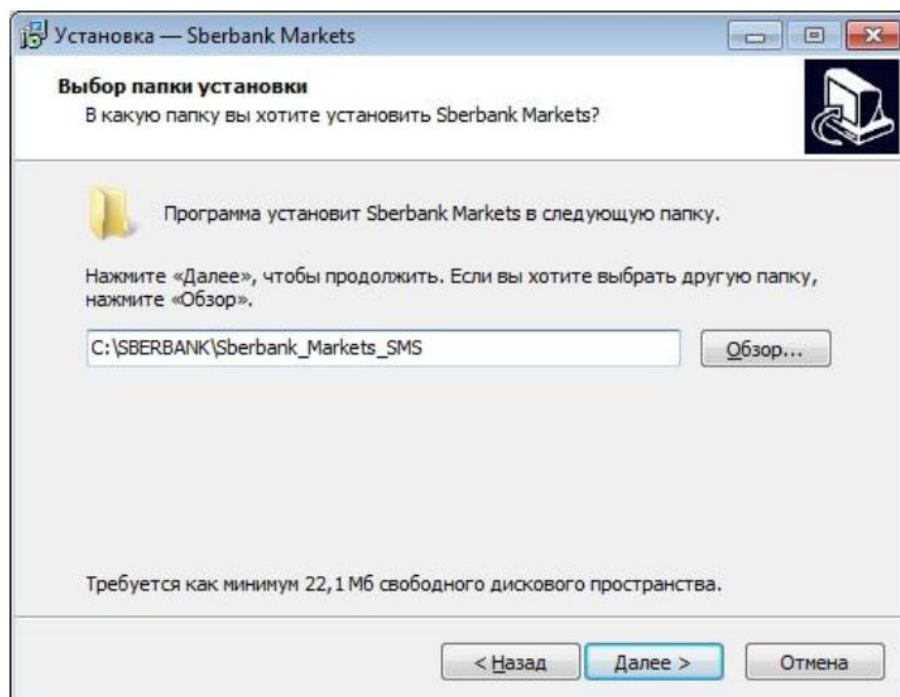 Установка — Sberbank Markets
Выбор папки установки
В какую папку вы хотите установить Sberbank Markets?
Программа установит Sberbank Markets в следующую папку.
Нажмите «Далее», чтобы продолжить. Если вы хотите выбрать другую папку,
нажмите «Обзор».
C:\SBERBANK\Sberbank_Markets_SMS
Обзор...
Требуется как минимум 22,1 Мб свободного дискового пространства.
< Назад
Далее >
Отмена